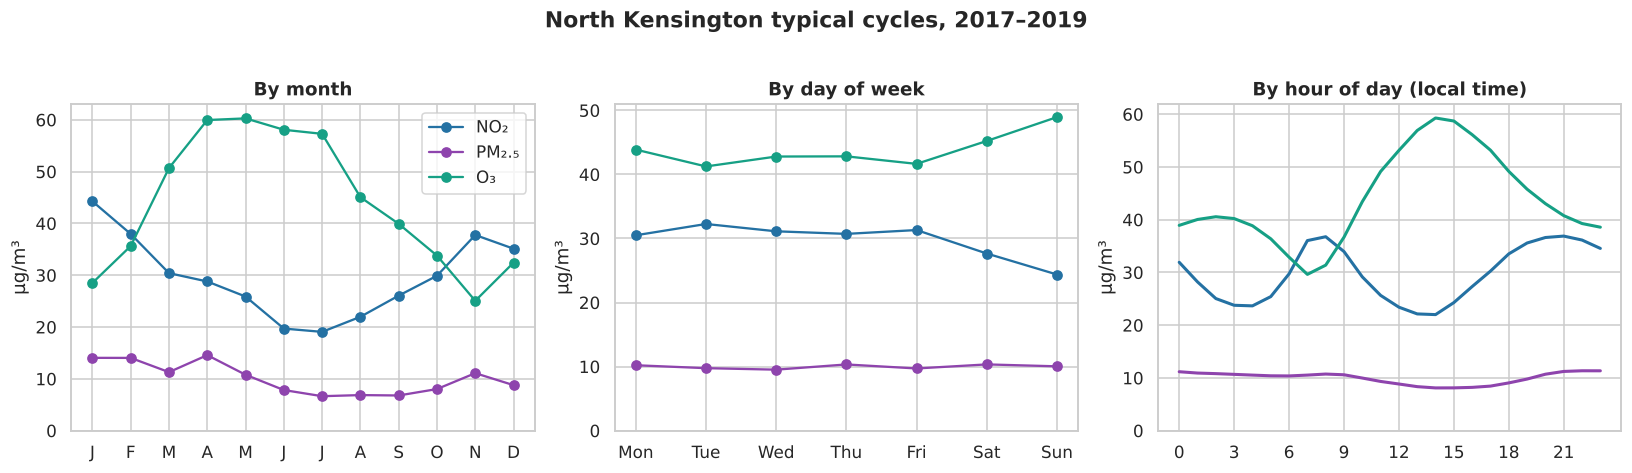 North Kensington typical cycles, 2017–2019
By month
µg/m³
60
50
40
30
20
10
0
J F M A M J J A S O N D
NO₂
PM₂.₅
O₃
By day of week
µg/m³
50
40
30
20
10
0
Mon Tue Wed Thu Fri Sat Sun
By hour of day (local time)
µg/m³
60
50
40
30
20
10
0
0 3 6 9 12 15 18 21